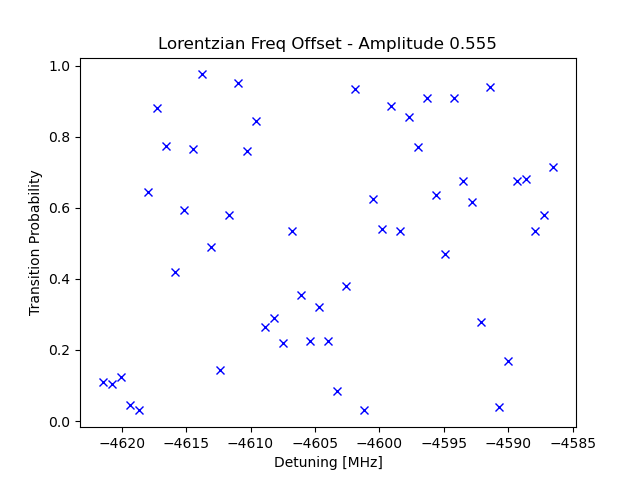 Lorentzian Freq Offset - Amplitude 0.555
1.0
0.8
0.6
0.4
0.2
0.0
Transition Probability
−4620 −4615 −4610 −4605 −4600 −4595 −4590 −4585
Detuning [MHz]